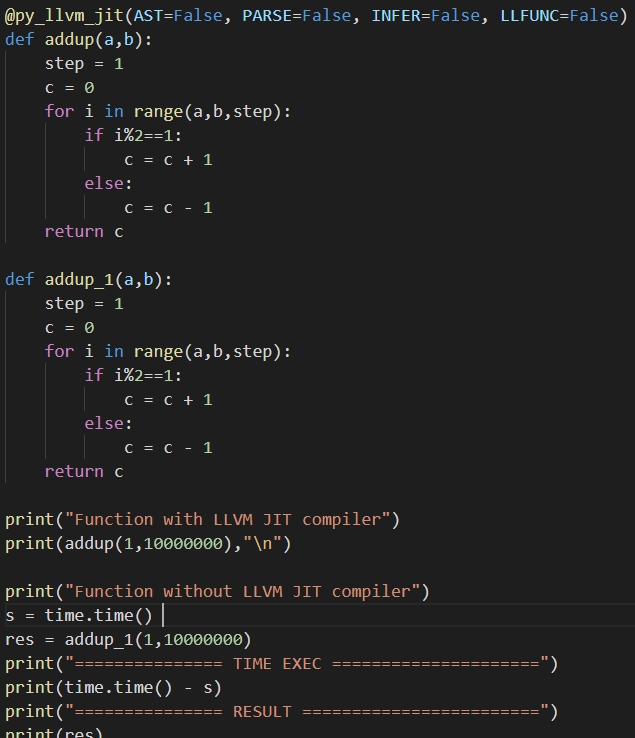 @py_llvm_jit(AST=False, PARSE=False, INFER=False, LLFUNC=False)
def addup(a,b):
    step = 1
    c = 0
    for i in range(a,b,step):
        if i%2==1:
            c = c + 1
        else:
            c = c - 1
    return c

def addup_1(a,b):
    step = 1
    c = 0
    for i in range(a,b,step):
        if i%2==1:
            c = c + 1
        else:
            c = c - 1
    return c

print("Function with LLVM JIT compiler")
print(addup(1,10000000),"\n")

print("Function without LLVM JIT compiler")
s = time.time()
res = addup_1(1,10000000)
print("=============== TIME EXEC =====================")
print(time.time() - s)
print("=============== RESULT ========================")
print(res)